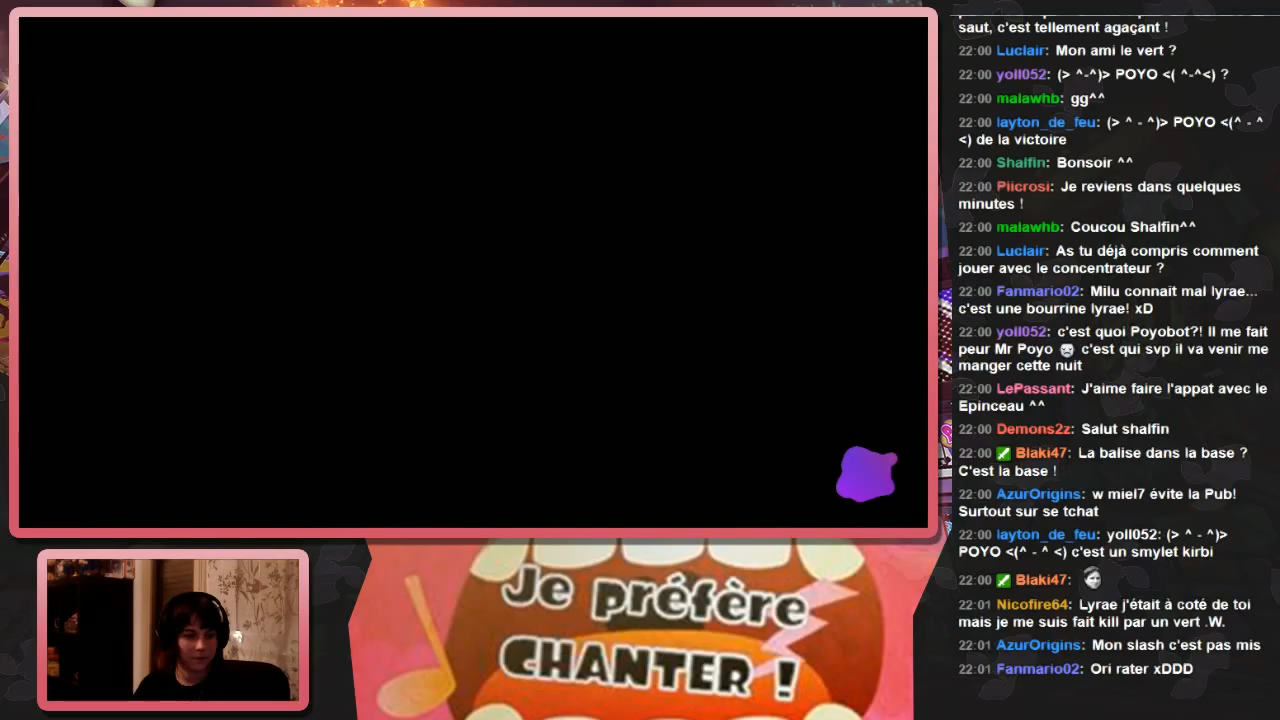 saut, c'est tellement agaçant !
22:00 Luclair: Mon ami le vert ?
22:00 yoll052: (> ^-^)> POYO <( ^-^<) ?
22:00 malawhb: gg^^
22:00 layton_de_feu: (> ^ - ^)> POYO <(^ - ^
<) de la victoire
22:00 Shalfin: Bonsoir ^^
22:00 Piicrosi: Je reviens dans quelques
minutes !
22:00 malawhb: Coucou Shalfin^^
22:00 Luclair: As tu déjà compris comment
jouer avec le concentrateur ?
22:00 Fanmario02: Milu connait mal lyrae...
c'est une bourrine lyrae! xD
22:00 yoll052: c'est quoi Poyobot?! Il me fait
peur Mr Poyo c'est qui svp il va venir me
manger cette nuit
22:00 LePassant: J'aime faire l'appat avec le
Epinceau ^^
22:00 Demons2z: Salut shalfin
22:00 Blaki47: La balise dans la base ?
C'est la base !
22:00 AzurOrigins: w miel7 évite la Pub!
Surtout sur se tchat
22:00 layton_de_feu: yoll052: (> ^ - ^)>
POYO <(^ - ^ <) c'est un smylet kirbi
22:00 Blaki47:
22:01 Nicofire64: Lyrae j'était à coté de toi
mais je me suis fait kill par un vert .W.
22:01 AzurOrigins: Mon slash c'est pas mis
22:01 Fanmario02: Ori rater xDDD
Je préfère
CHANTER !